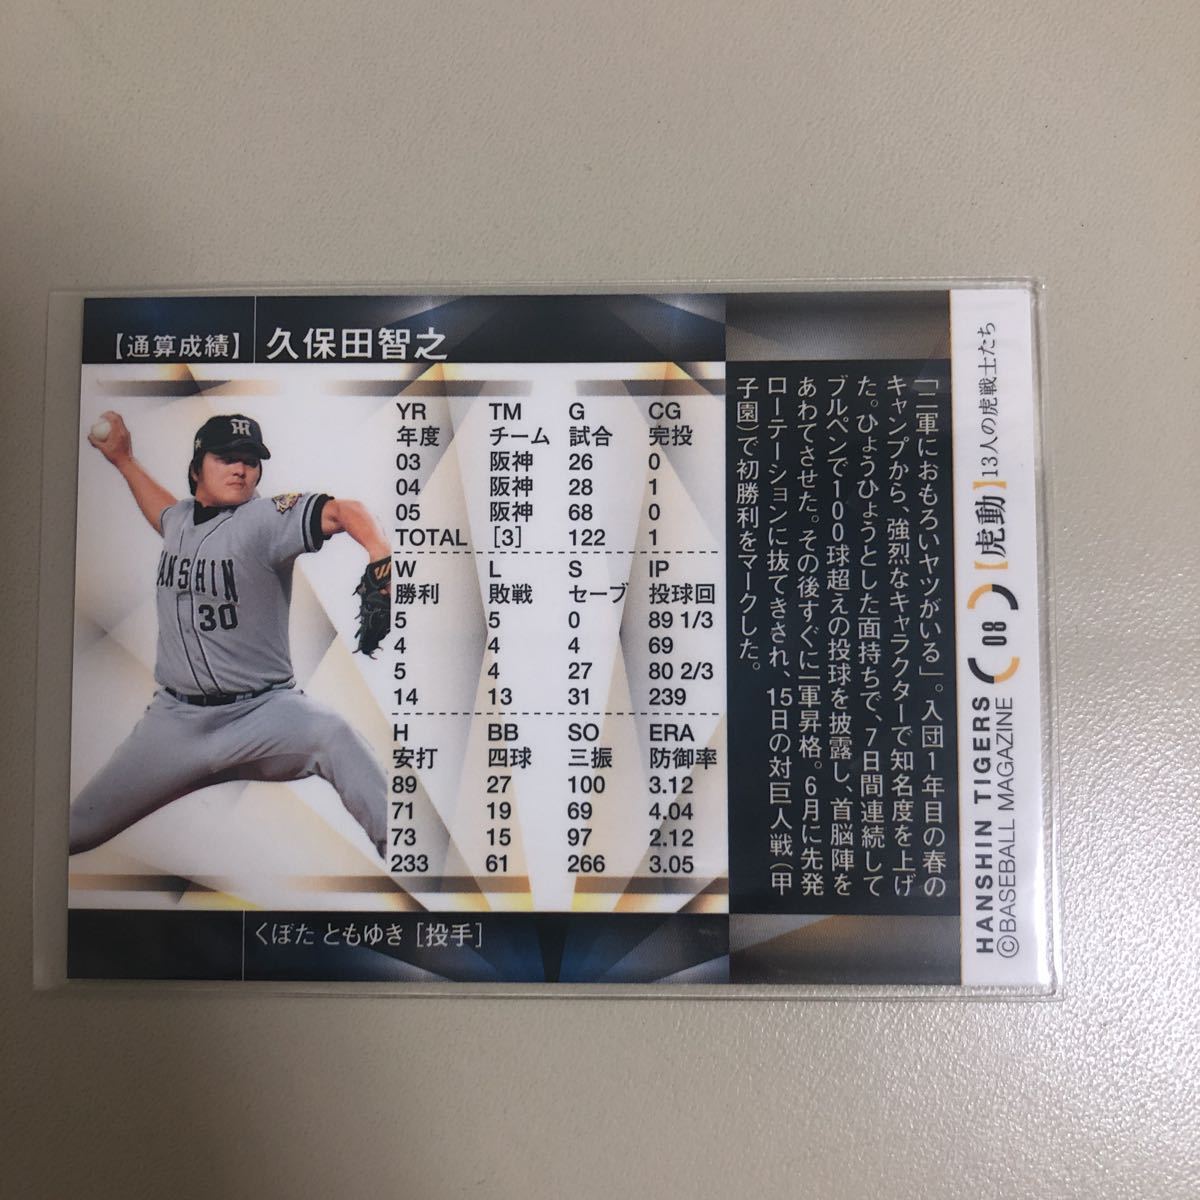 【通算成績】 久保田智之
YR TM G CG
年度 チーム 試合 完投
03 阪神 26 0
04 阪神 28 1
05 阪神 68 0
TOTAL [3] 122 1
W L S IP
勝利 敗戦 セーブ 投球回
5 5 0 89 1/3
4 4 4 69
5 4 27 80 2/3
14 13 31 239
H BB SO ERA
安打 四球 三振 防御率
89 27 100 3.12
71 19 69 4.04
73 15 97 2.12
233 61 266 3.05
くぼた ともゆき [投手]
HANSHIN
30
「二軍におもろいヤツがいる」。入団1年目の春の
キャンプから、強烈なキャラクターで知名度を上げ
た。ひょうひょうとした面持ちで、7日間連続して
ブルペンで100球超えの投球を披露し、首脳陣を
あわてさせた。その後すぐに一軍昇格。6月に先発
ローテーションに抜てきされ、15日の対巨人戦(甲
子園)で初勝利をマークした。
HANSHIN TIGERS 08 【虎動】13人の虎戦士たち
©BASEBALL MAGAZINE